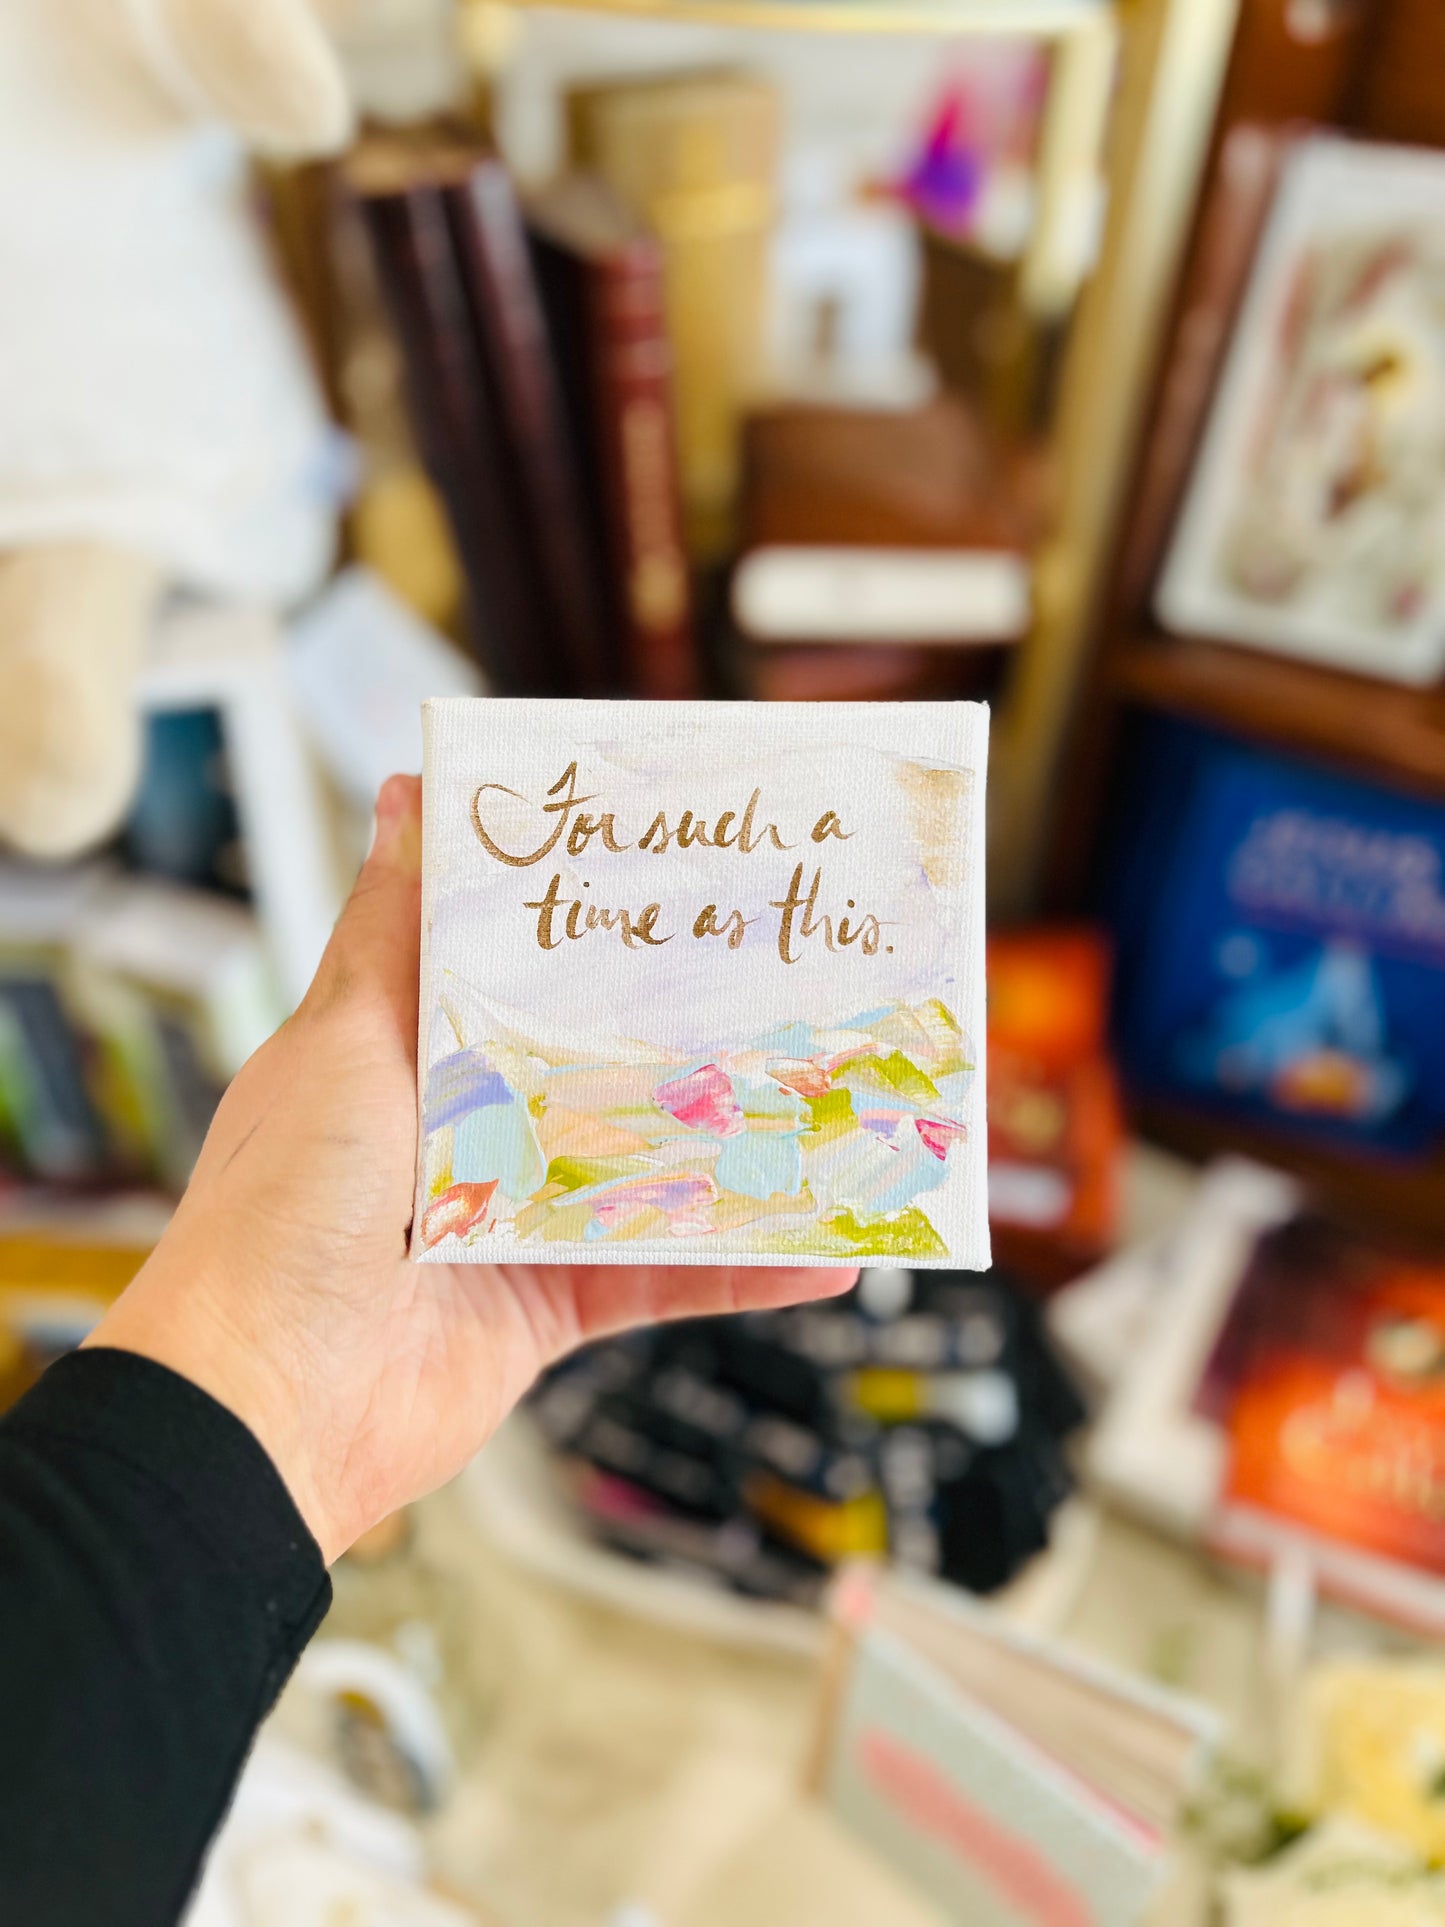 For such a
time as this.